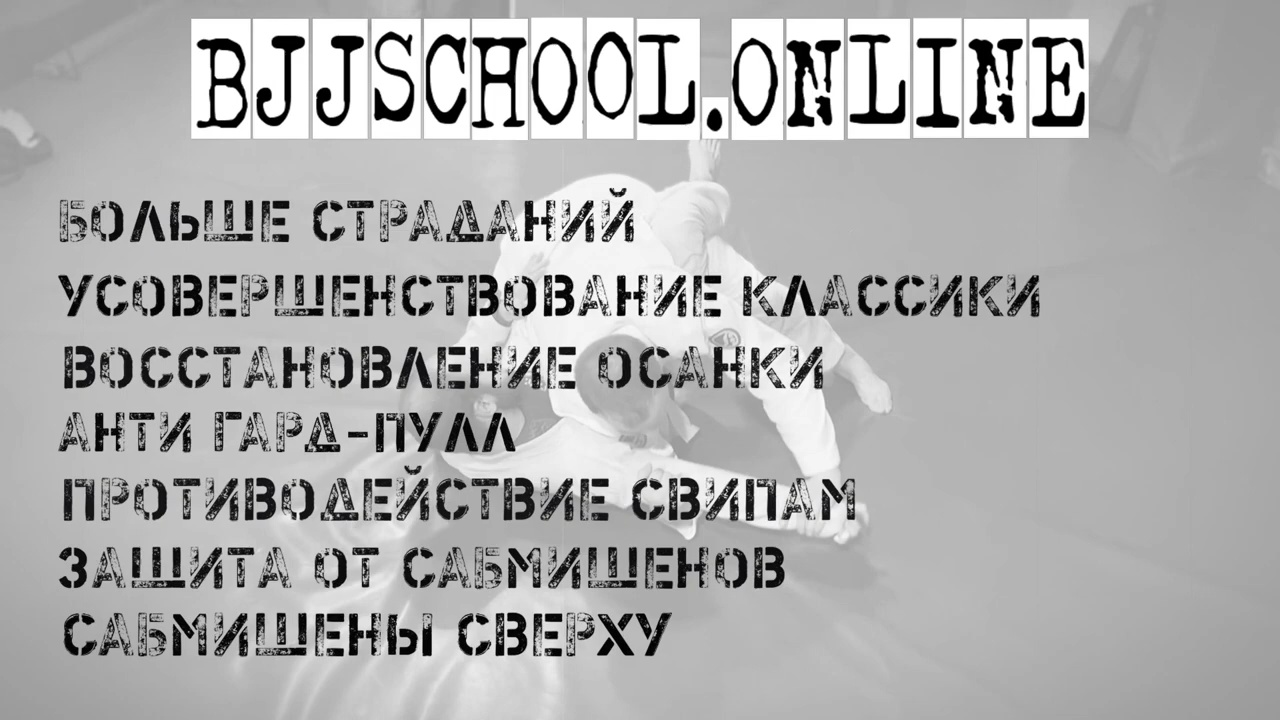 BJJSCHOOL.ONLINE
БОЛЬШЕ СТРАДАНИЙ
УСОВЕРШЕНСТВОВАНИЕ КЛАССИКИ
ВОССТАНОВЛЕНИЕ ОСАНКИ
АНТИ ГАРД-ПУЛЛ
ПРОТИВОДЕЙСТВИЕ СВИПАМ
ЗАЩИТА ОТ САБМИШЕНОВ
САБМИШЕНЫ СВЕРХУ